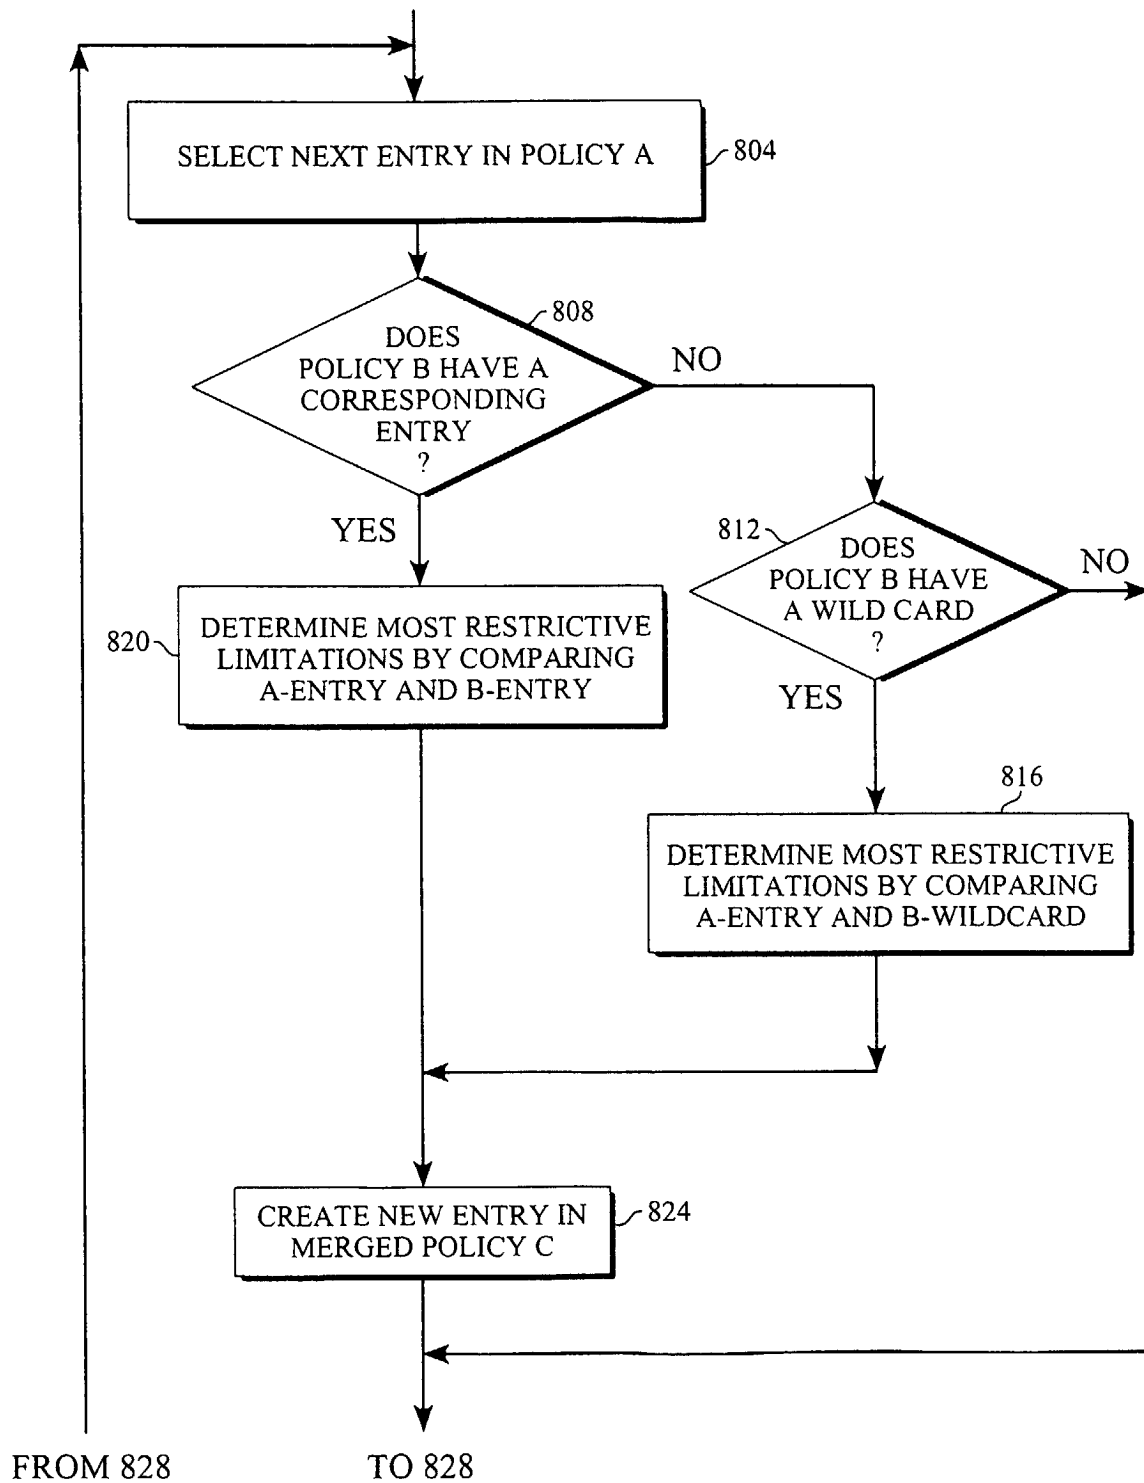 SELECT NEXT ENTRY IN POLICY A
804
808
DOES
POLICY B HAVE A
CORRESPONDING
ENTRY
?
NO
YES
812
DOES
POLICY B HAVE
A WILD CARD
?
NO
YES
820
DETERMINE MOST RESTRICTIVE
LIMITATIONS BY COMPARING
A-ENTRY AND B-ENTRY
816
DETERMINE MOST RESTRICTIVE
LIMITATIONS BY COMPARING
A-ENTRY AND B-WILDCARD
CREATE NEW ENTRY IN
MERGED POLICY C
824
FROM 828
TO 828